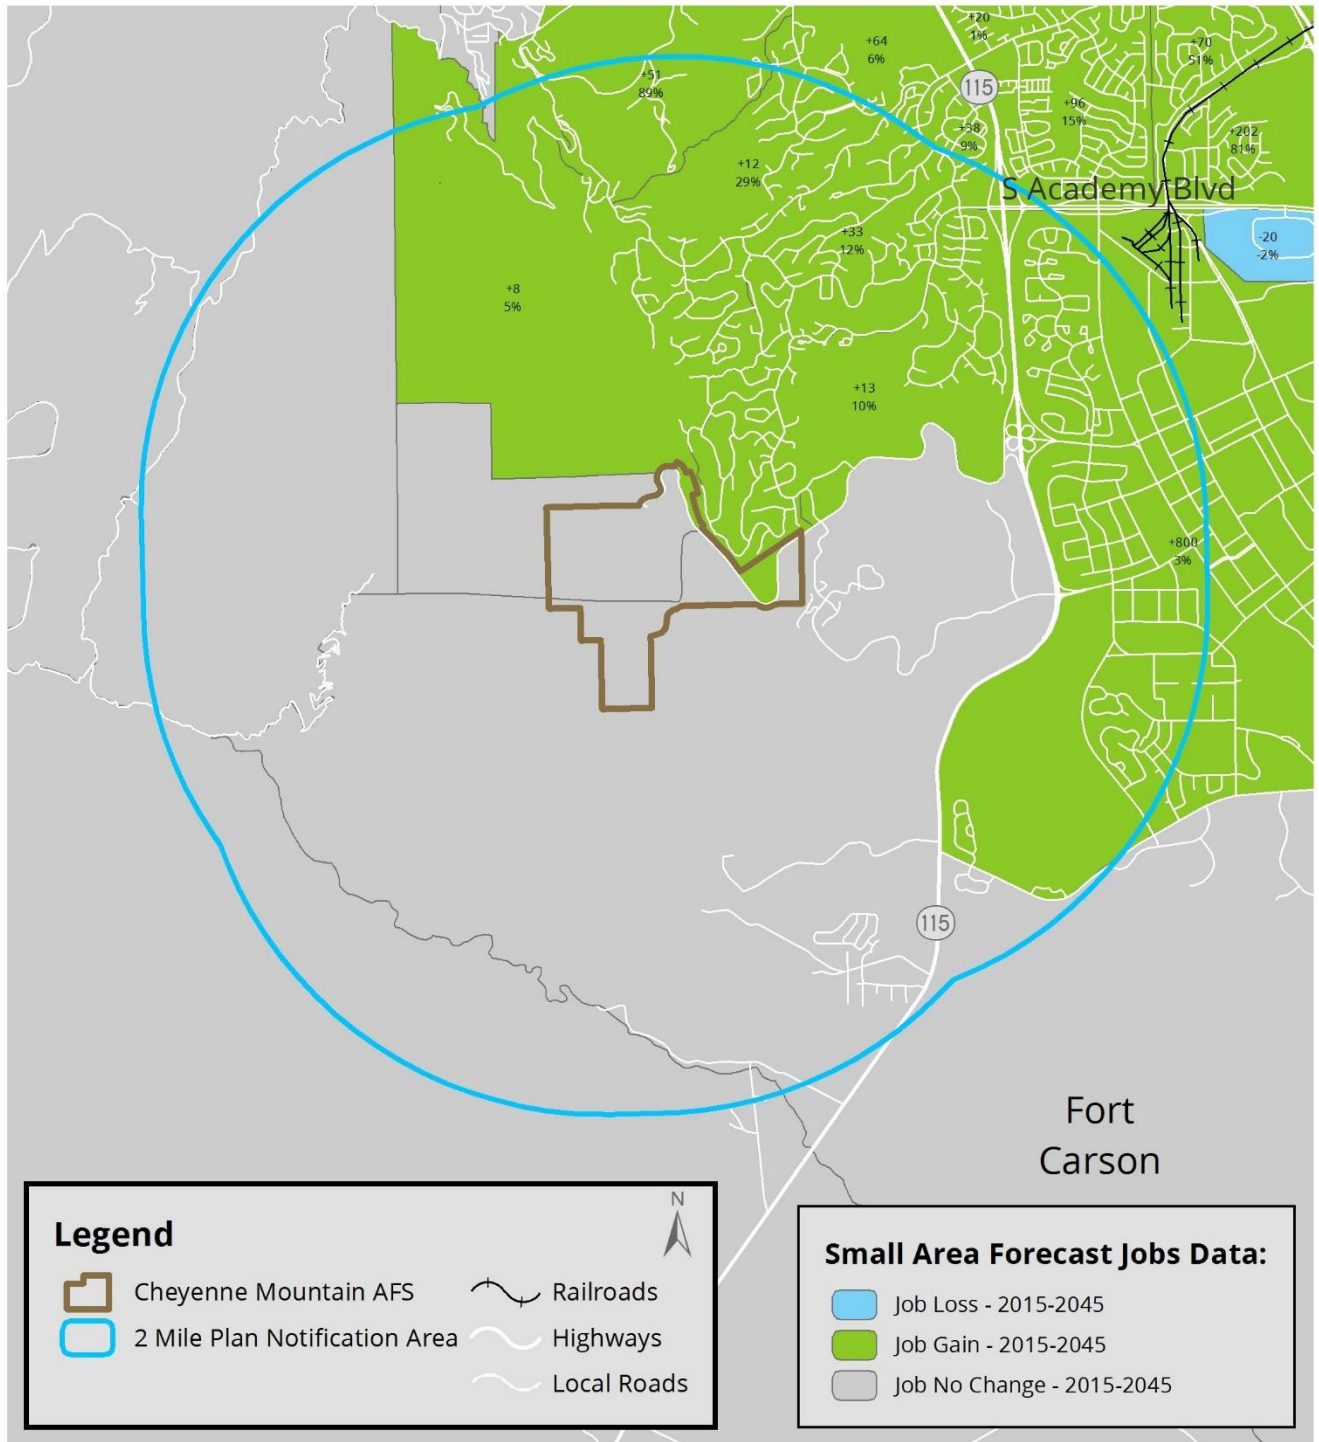 +20
1%
+64
6%
+70
51%
+51
89%
115
+96
15%
+38
9%
+202
81%
+12
29%
S Academy Blvd
+33
12%
-20
-2%
+8
5%
+13
10%
+800
3%
115
Fort
Carson
Legend
N
Cheyenne Mountain AFS
2 Mile Plan Notification Area
Railroads
Highways
Local Roads
Small Area Forecast Jobs Data:
Job Loss - 2015-2045
Job Gain - 2015-2045
Job No Change - 2015-2045